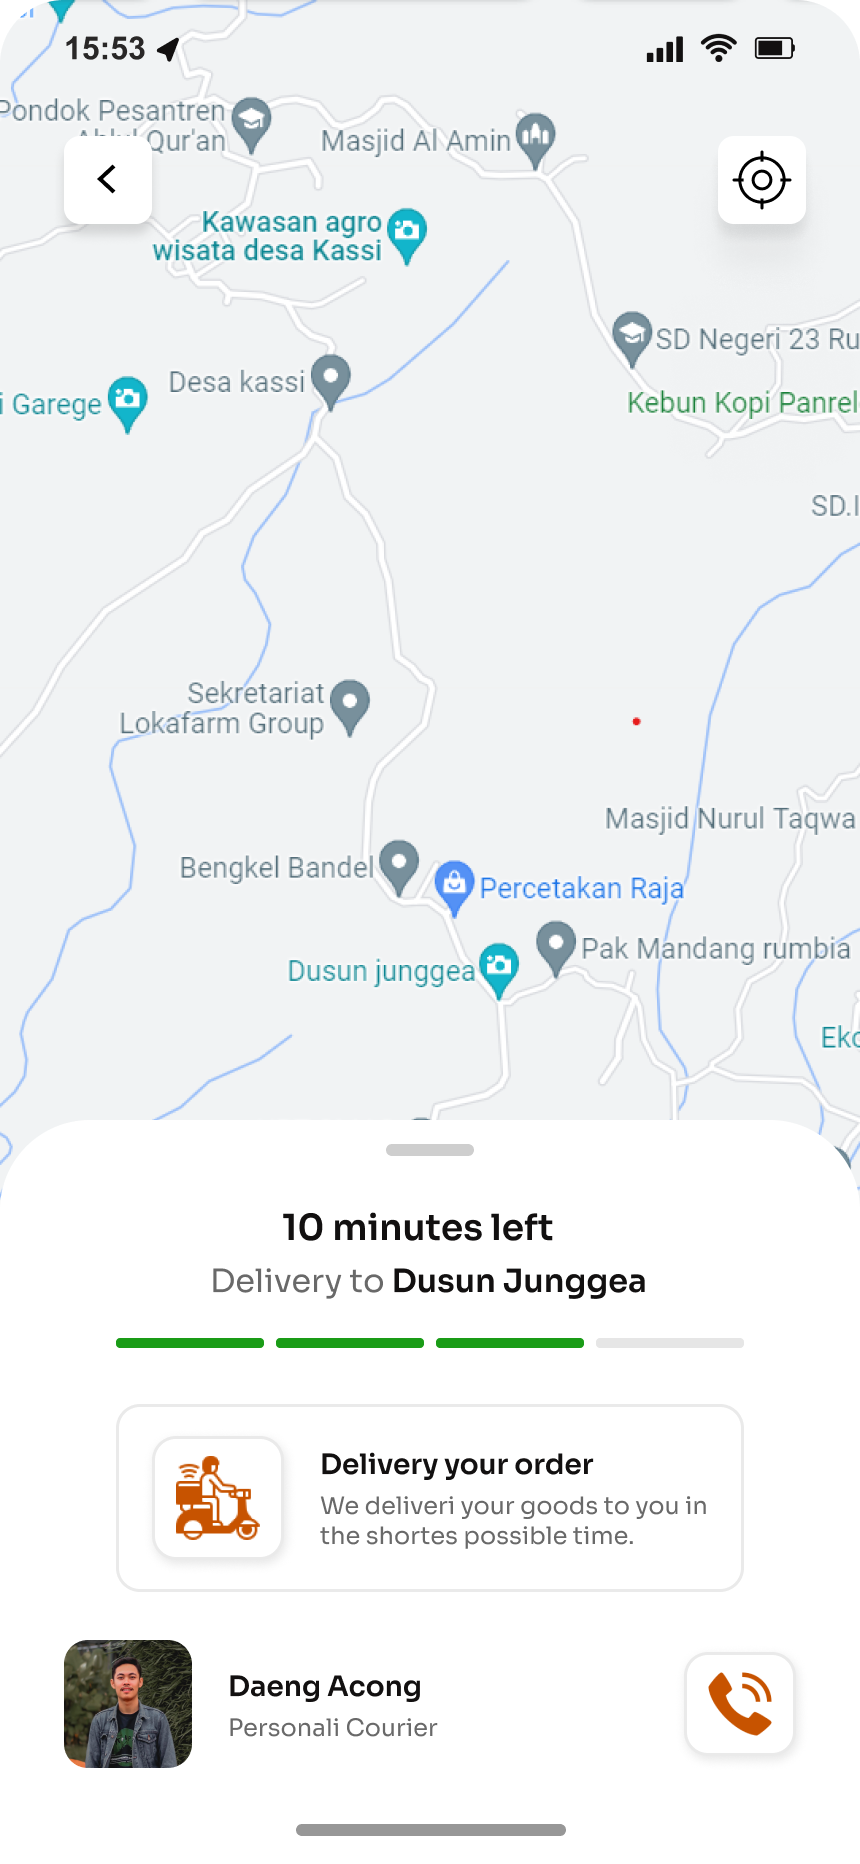 15:53
Pondok Pesantren
Ahlul Qur'an
Masjid Al Amin
Kawasan agro
wisata desa Kassi
SD Negeri 23 Ru
Desa kassi
i Garege
Kebun Kopi Panrel
SD.I
Sekretariat
Lokafarm Group
Masjid Nurul Taqwa
Bengkel Bandel
Percetakan Raja
Pak Mandang rumbia
Dusun junggea
Eko
10 minutes left
Delivery to Dusun Junggea
Delivery your order
We deliveri your goods to you in
the shortes possible time.
Daeng Acong
Personali Courier